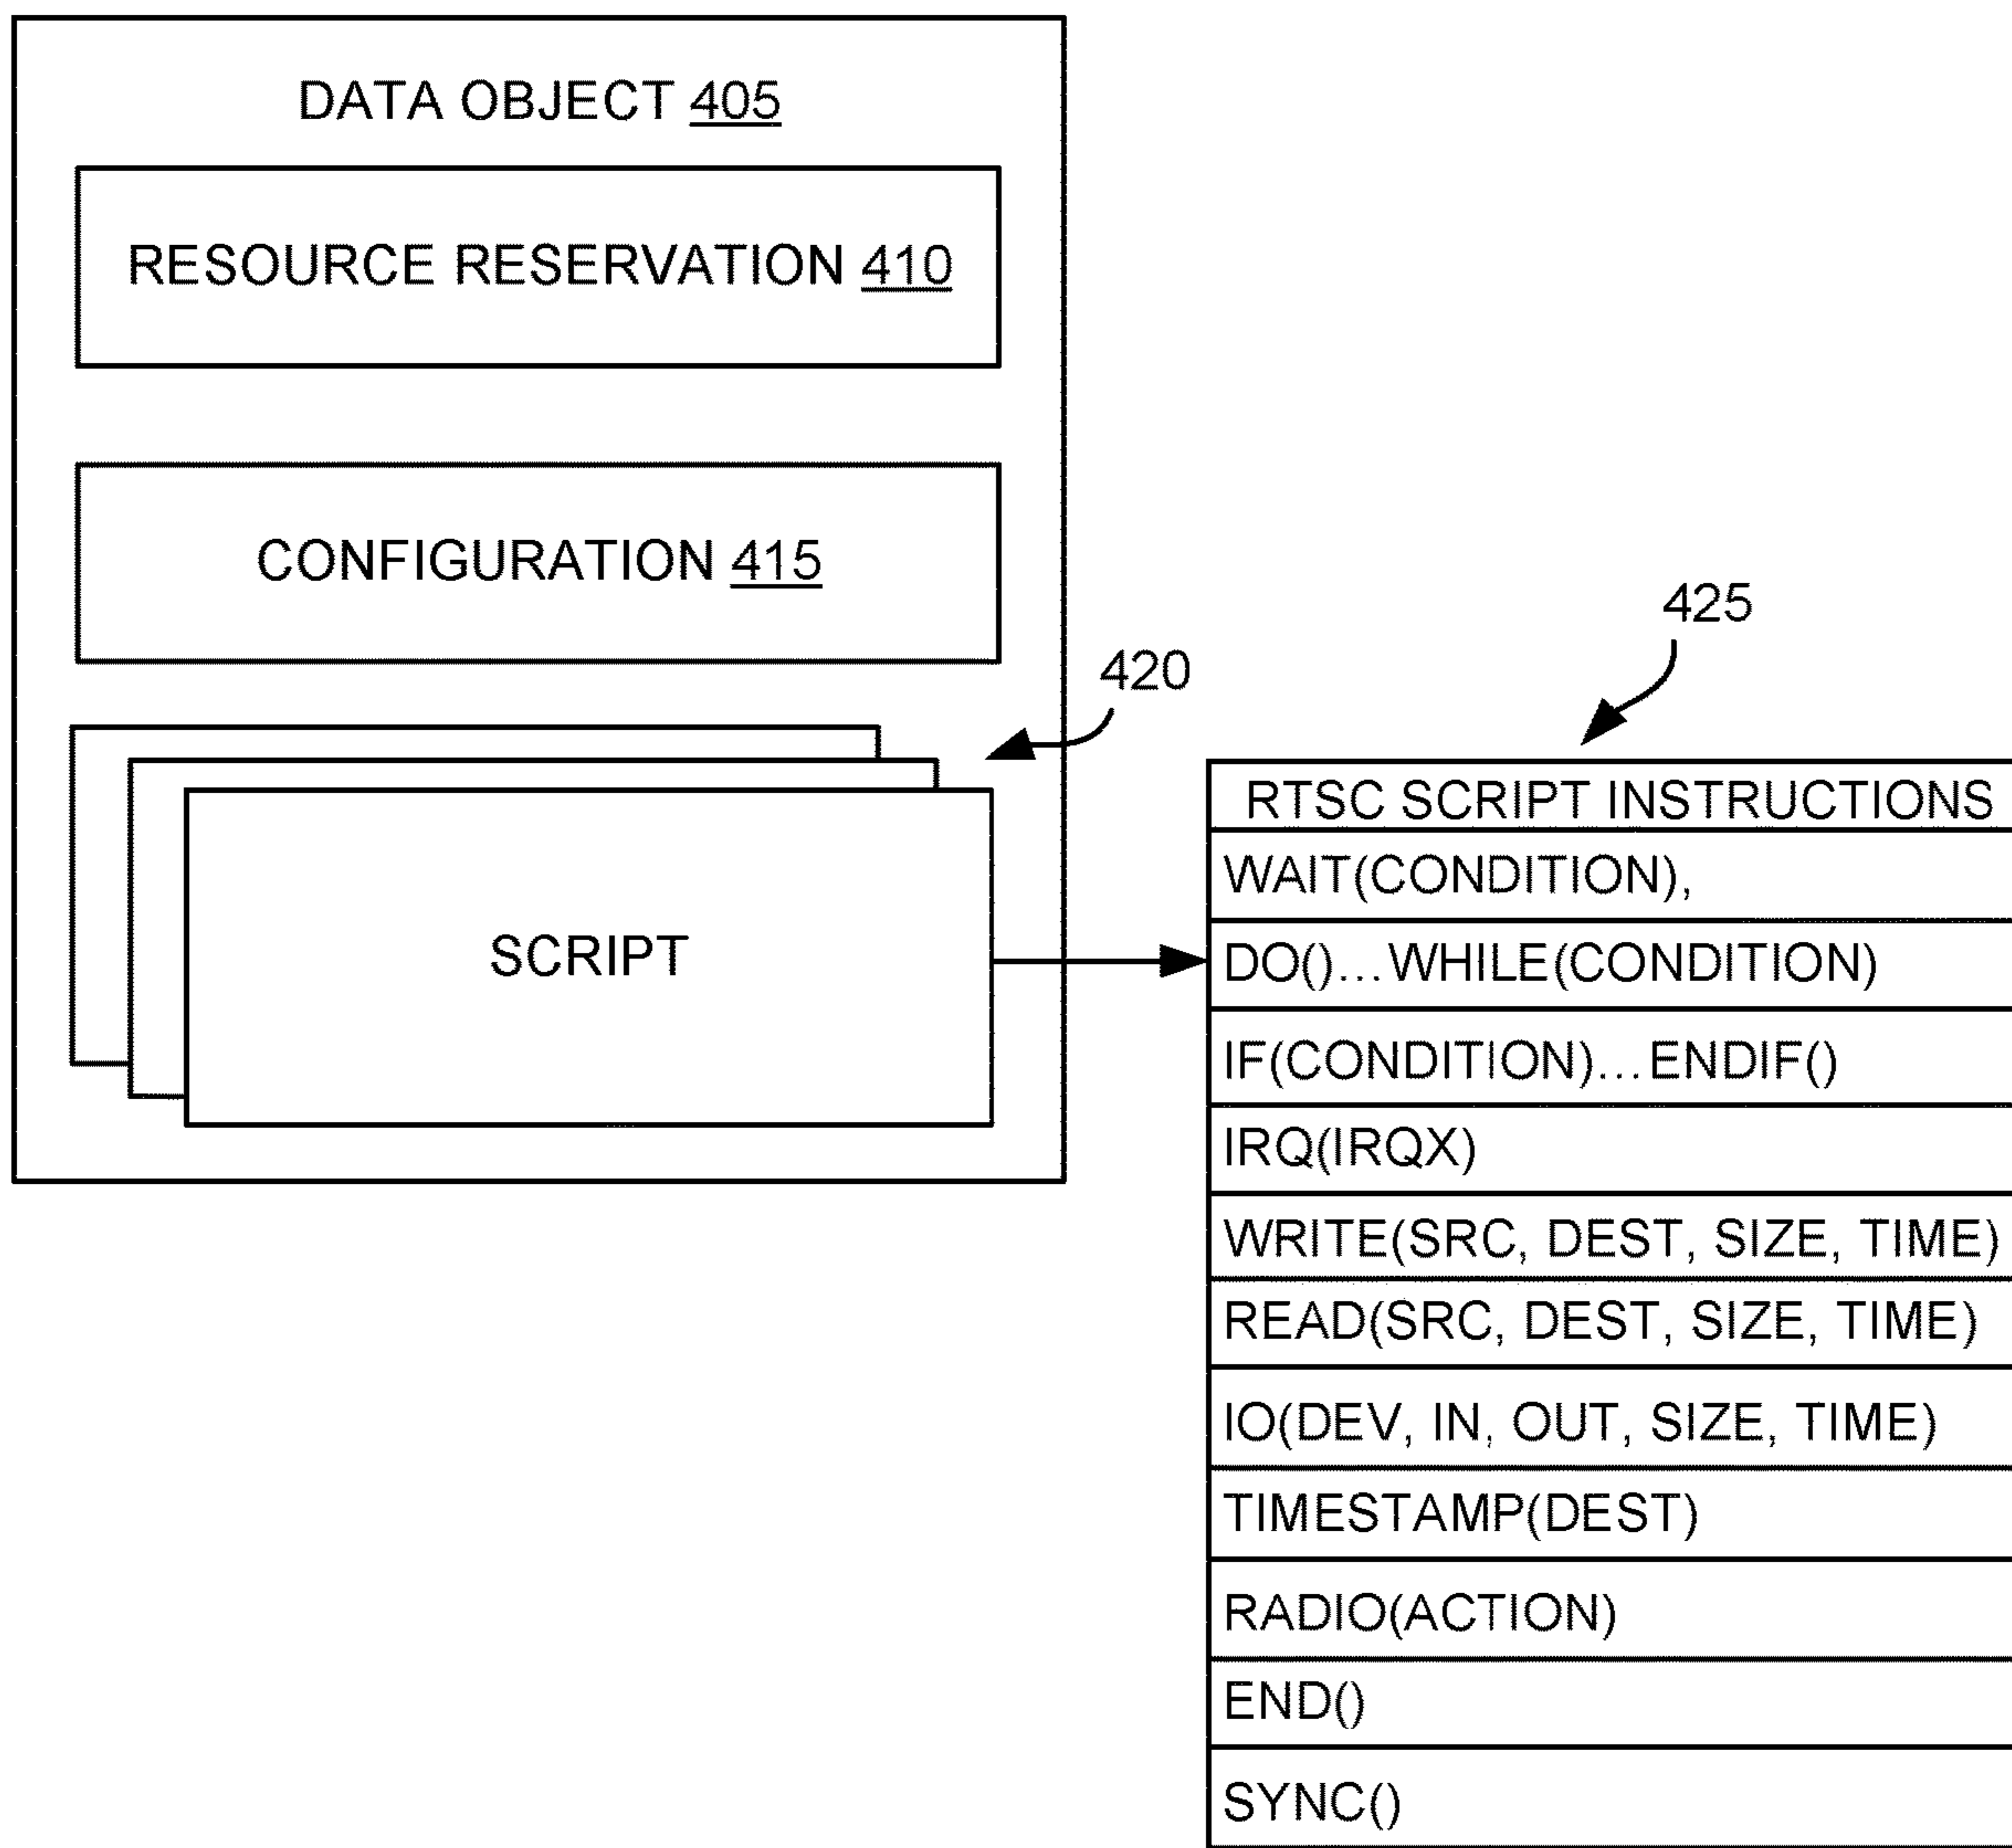 DATA OBJECT 405
RESOURCE RESERVATION 410
CONFIGURATION 415
420
SCRIPT
425
RTSC SCRIPT INSTRUCTIONS
WAIT(CONDITION),
DO()...WHILE(CONDITION)
IF(CONDITION)...ENDIF()
IRQ(IRQX)
WRITE(SRC, DEST, SIZE, TIME)
READ(SRC, DEST, SIZE, TIME)
IO(DEV, IN, OUT, SIZE, TIME)
TIMESTAMP(DEST)
RADIO(ACTION)
END()
SYNC()